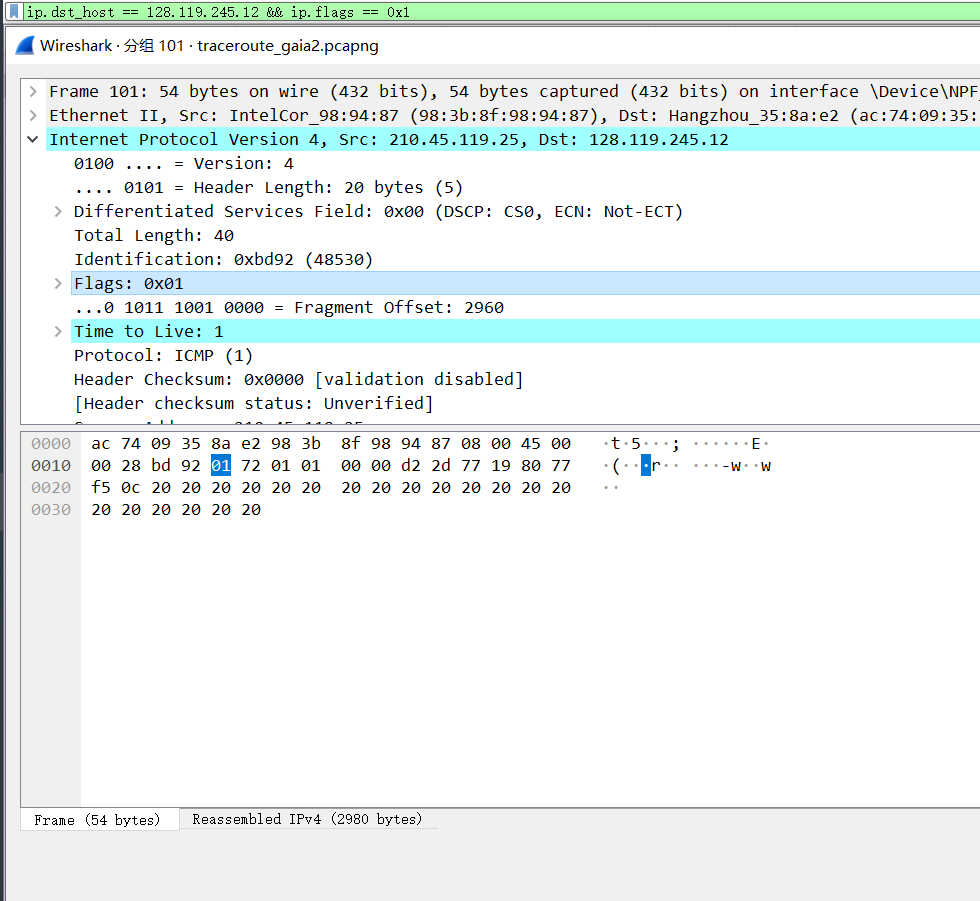 ip.dst_host == 128.119.245.12 && ip.flags == 0x1
Wireshark · 分组 101 · traceroute_gaia2.pcapng
Frame 101: 54 bytes on wire (432 bits), 54 bytes captured (432 bits) on interface \Device\NPF_
Ethernet II, Src: IntelCor_98:94:87 (98:3b:8f:98:94:87), Dst: Hangzhou_35:8a:e2 (ac:74:09:35:
Internet Protocol Version 4, Src: 210.45.119.25, Dst: 128.119.245.12
0100 .... = Version: 4
.... 0101 = Header Length: 20 bytes (5)
Differentiated Services Field: 0x00 (DSCP: CS0, ECN: Not-ECT)
Total Length: 40
Identification: 0xbd92 (48530)
Flags: 0x01
...0 1011 1001 0000 = Fragment Offset: 2960
Time to Live: 1
Protocol: ICMP (1)
Header Checksum: 0x0000 [validation disabled]
[Header checksum status: Unverified]
0000 ac 74 09 35 8a e2 98 3b 8f 98 94 87 08 00 45 00 ·t·5···; ······E·
0010 00 28 bd 92 01 72 01 01 00 00 d2 2d 77 19 80 77 ·(···r·· ···-w··w
0020 f5 0c 20 20 20 20 20 20 20 20 20 20 20 20 20 20 ··
0030 20 20 20 20 20 20
Frame (54 bytes) Reassembled IPv4 (2980 bytes)